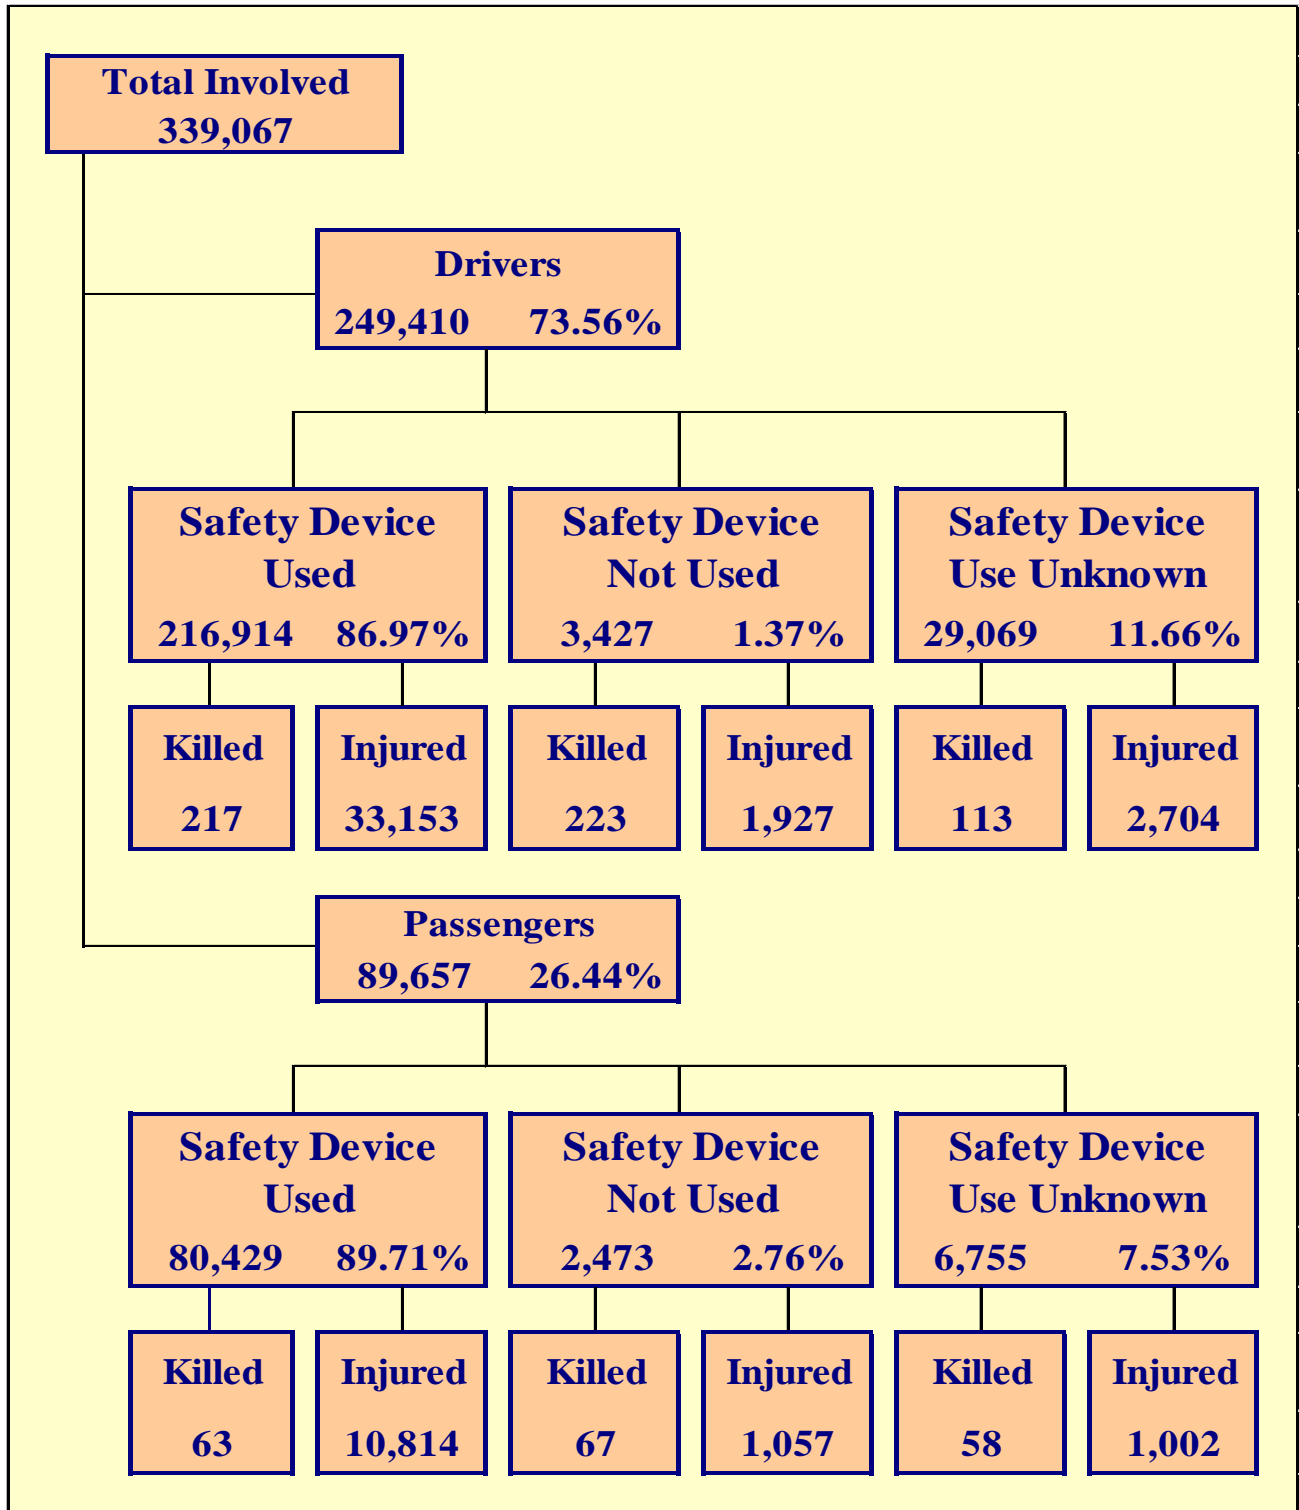 Total Involved
339,067
Drivers
249,410 73.56%
Safety Device
Used
216,914 86.97%
Safety Device
Not Used
3,427 1.37%
Safety Device
Use Unknown
29,069 11.66%
Killed
217
Injured
33,153
Killed
223
Injured
1,927
Killed
113
Injured
2,704
Passengers
89,657 26.44%
Safety Device
Used
80,429 89.71%
Safety Device
Not Used
2,473 2.76%
Safety Device
Use Unknown
6,755 7.53%
Killed
63
Injured
10,814
Killed
67
Injured
1,057
Killed
58
Injured
1,002